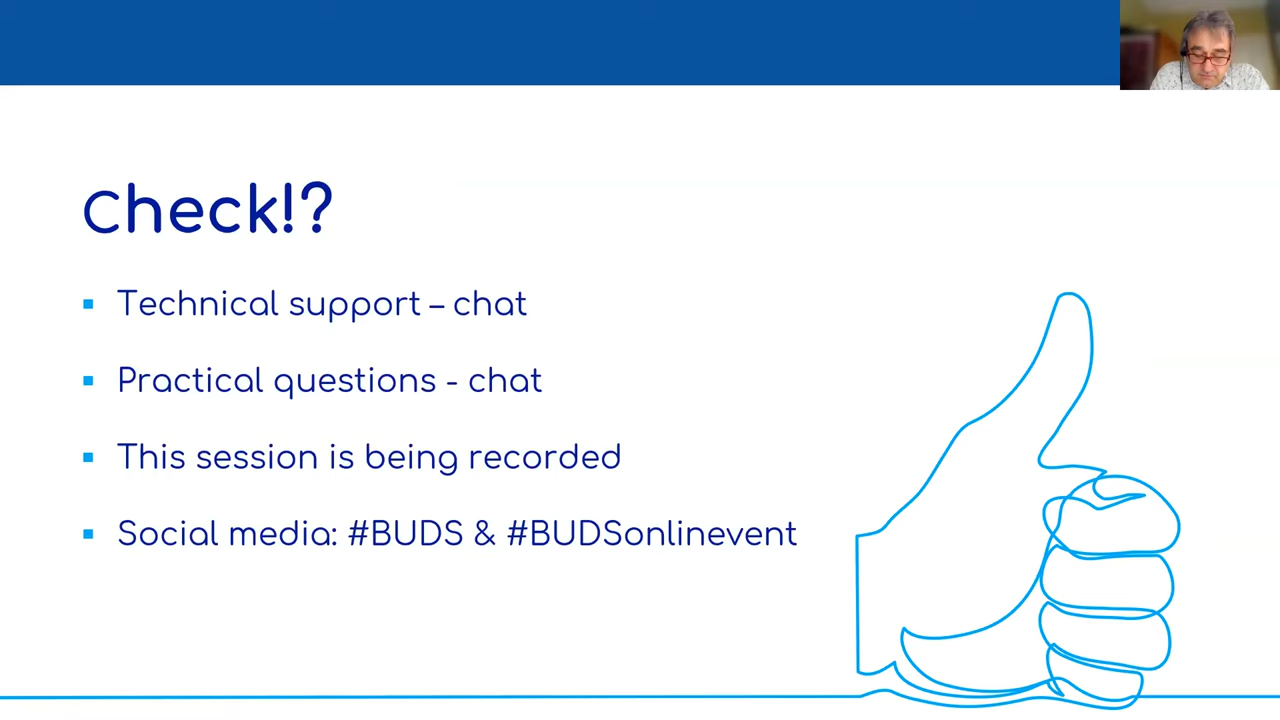 Check!?
Technical support – chat
Practical questions - chat
This session is being recorded
Social media: #BUDS & #BUDSonlinevent